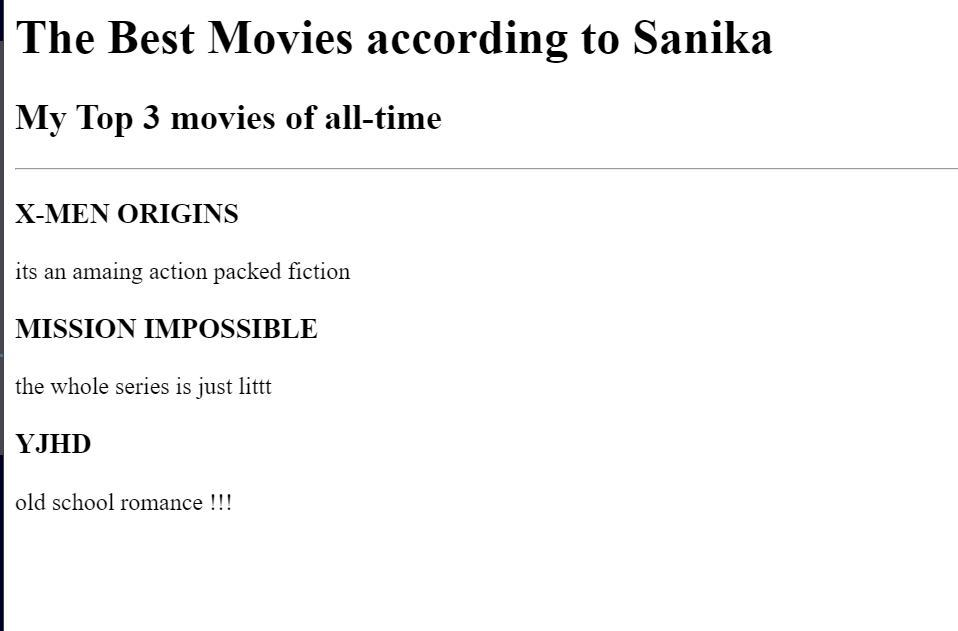 The Best Movies according to Sanika
My Top 3 movies of all-time
X-MEN ORIGINS
its an amaing action packed fiction
MISSION IMPOSSIBLE
the whole series is just littt
YJHD
old school romance !!!